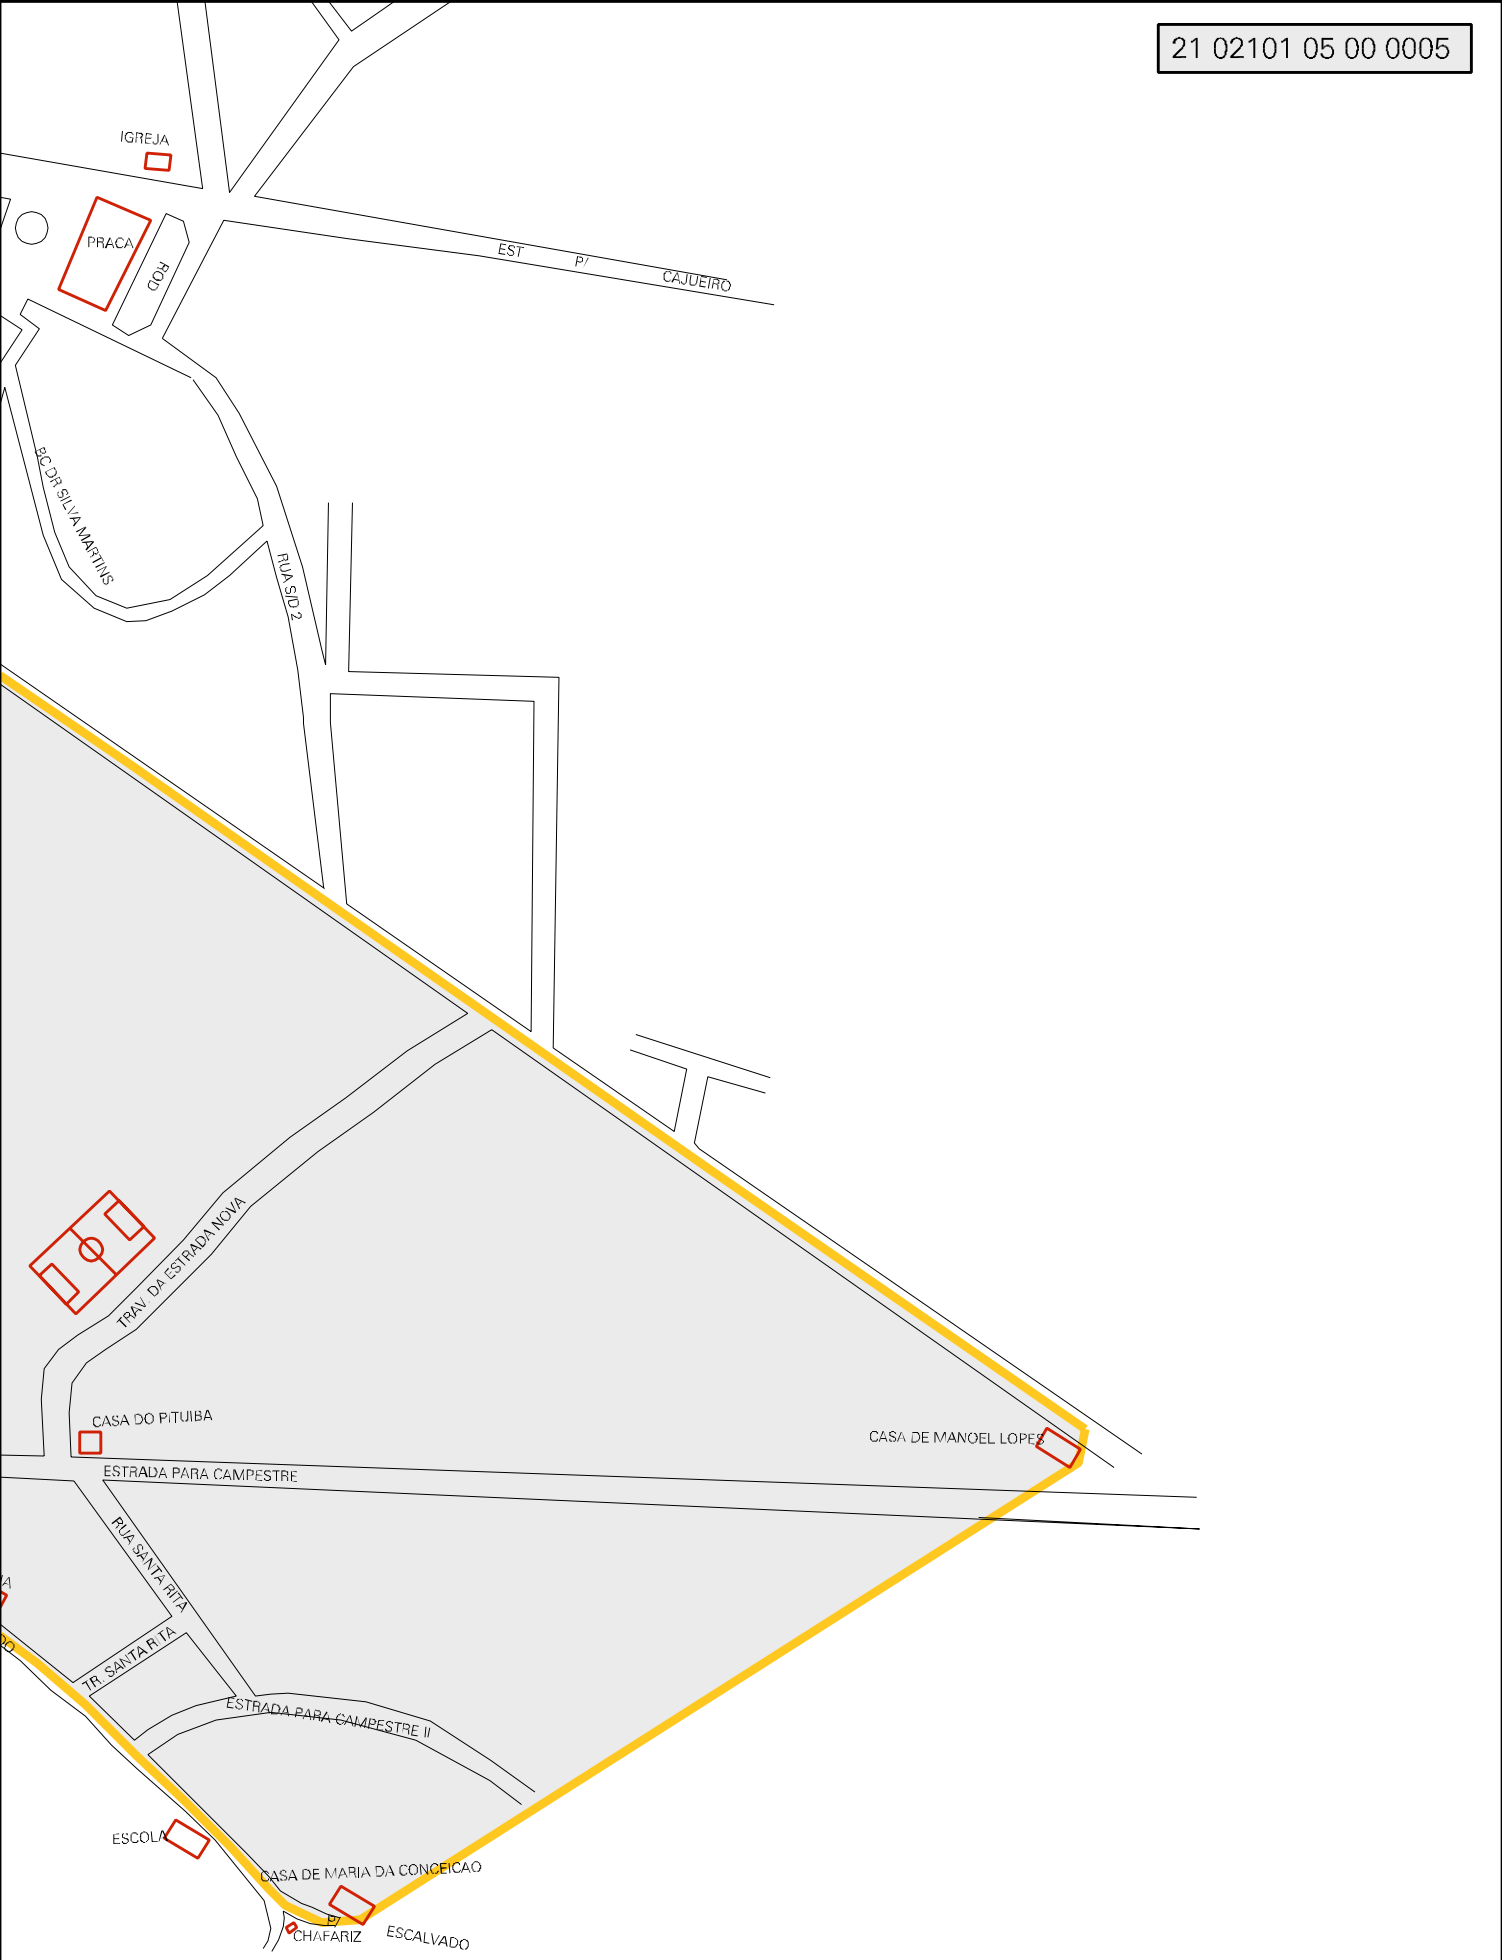 21 02101 05 00 0005
IGREJA
PRACA
ROD
EST P/ CAJUEIRO
BC DR SILVA MARTINS
RUA S/D 2
TRAV. DA ESTRADA NOVA
CASA DO PITUIBA
CASA DE MANOEL LOPES
ESTRADA PARA CAMPESTRE
RUA SANTA RITA
TR. SANTA RITA
ESTRADA PARA CAMPESTRE II
ESCOLA
CASA DE MARIA DA CONCEICAO
P/ ESCALVADO
CHAFARIZ